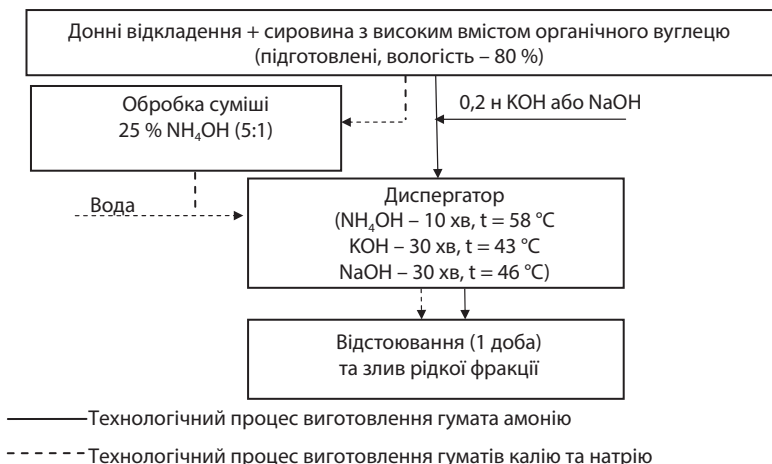 Донні відкладення + сировина з високим вмістом органічного вуглецю
(підготовлені, вологість – 80 %)
Обробка суміші
25 % NH₄OH (5:1)
0,2 н KOH або NaOH
Вода
Диспергатор
(NH₄OH – 10 хв, t = 58 °C
KOH – 30 хв, t = 43 °C
NaOH – 30 хв, t = 46 °C)
Відстоювання (1 доба)
та злив рідкої фракції
Технологічний процес виготовлення гумата амонію
Технологічний процес виготовлення гуматів калію та натрію